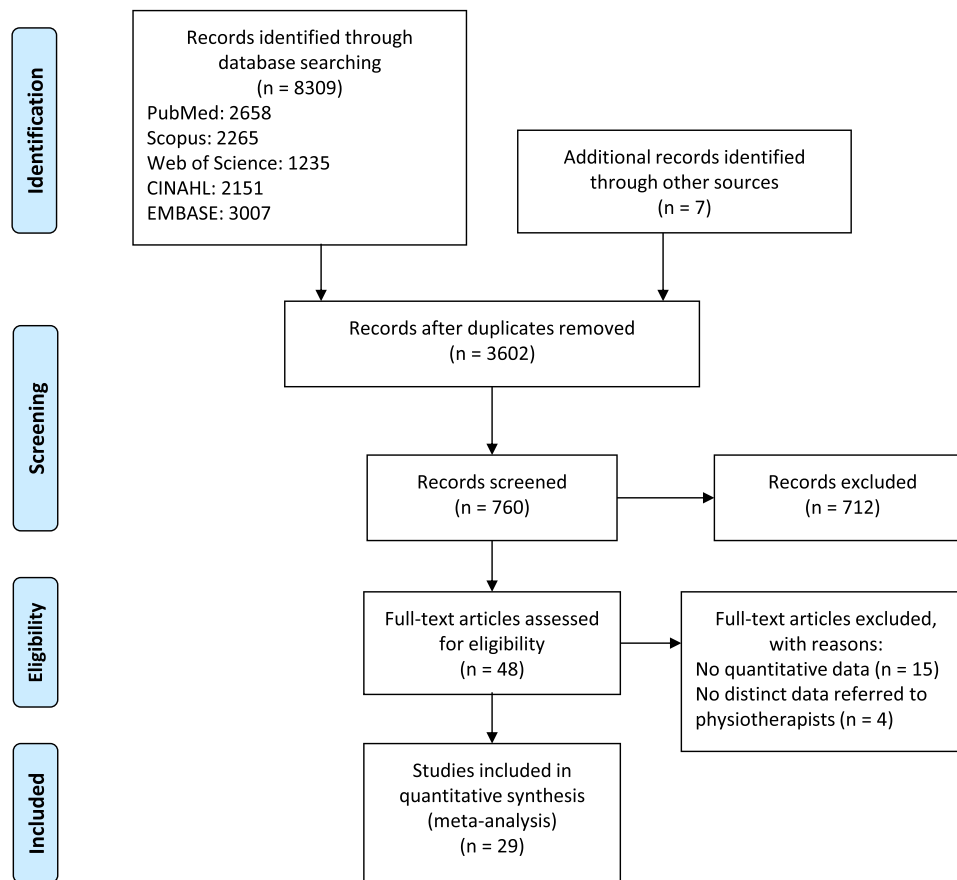 Identification
Records identified through
database searching
(n = 8309)
PubMed: 2658
Scopus: 2265
Web of Science: 1235
CINAHL: 2151
EMBASE: 3007
Additional records identified
through other sources
(n = 7)
Screening
Records after duplicates removed
(n = 3602)
Records screened
(n = 760)
Records excluded
(n = 712)
Eligibility
Full-text articles assessed
for eligibility
(n = 48)
Full-text articles excluded,
with reasons:
No quantitative data (n = 15)
No distinct data referred to
physiotherapists (n = 4)
Included
Studies included in
quantitative synthesis
(meta-analysis)
(n = 29)